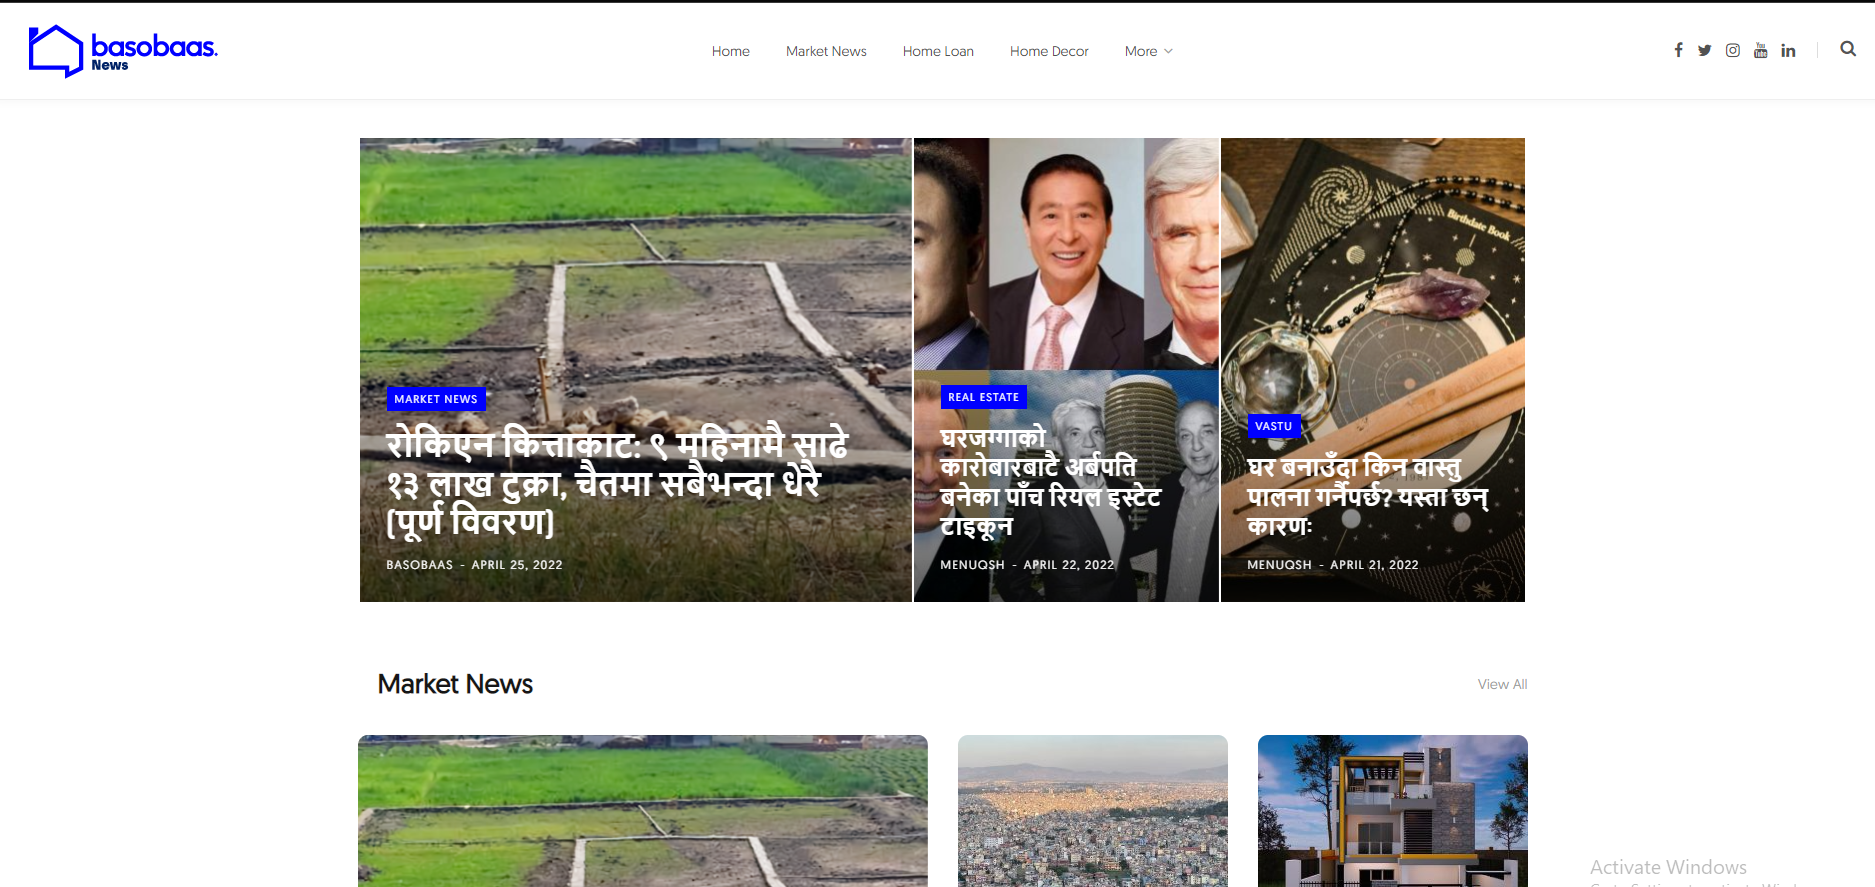 basobaas.
News
Home
Market News
Home Loan
Home Decor
More
Birthdate Book
MARKET NEWS
रोकिएन कित्ताकाट: ९ महिनामै साढे
१३ लाख टुक्रा, चैतमा सबैभन्दा धेरै
(पूर्ण विवरण)
BASOBAAS - APRIL 25, 2022
REAL ESTATE
घरजग्गाको
कारोबारबाटै अर्बपति
बनेका पाँच रियल इस्टेट
टाइकून
MENUQSH - APRIL 22, 2022
VASTU
घर बनाउँदा किन वास्तु
पालना गर्नैपर्छ? यस्ता छन्
कारणः
MENUQSH - APRIL 21, 2022
Market News
View All
Activate Windows